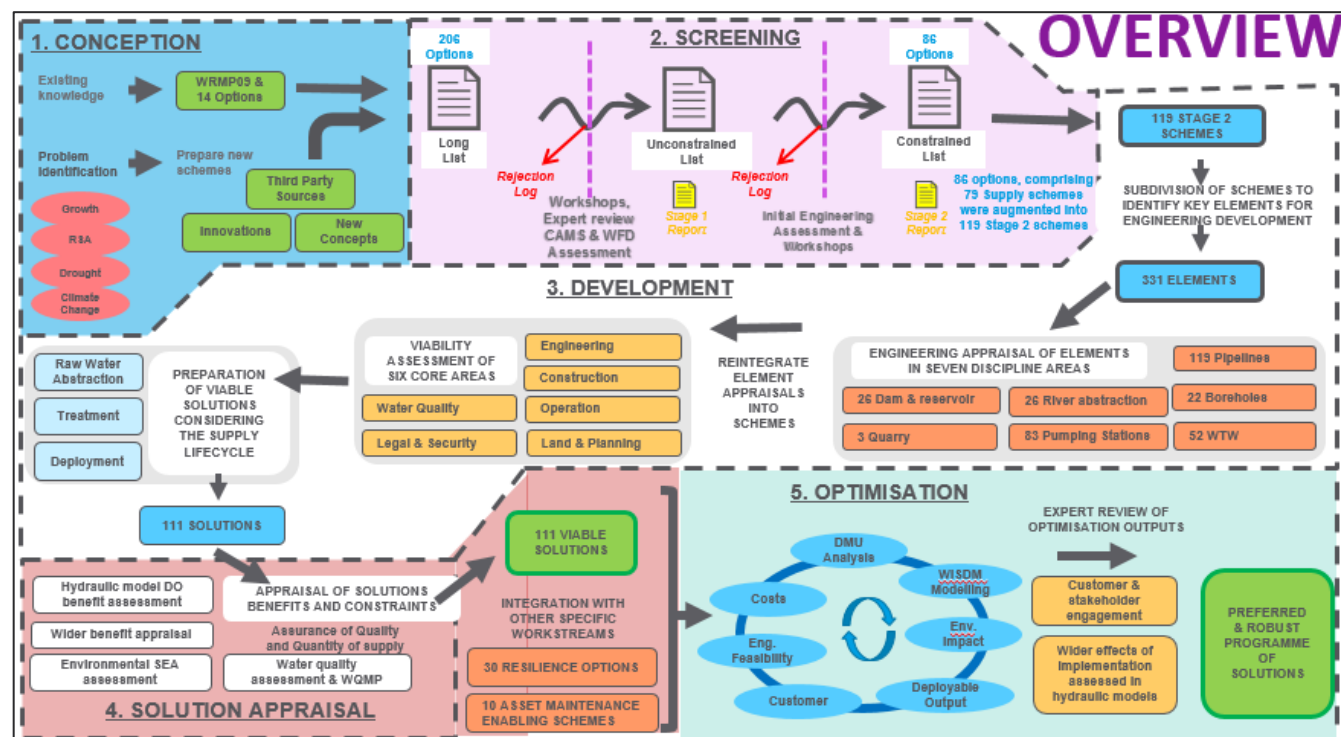 OVERVIEW
1. CONCEPTION
Existing
knowledge
WRMP09 &
14 Options
Problem
Identification
Prepare new
schemes
Third Party
Sources
Innovations
New
Concepts
Growth
RSA
Drought
Climate
Change
2. SCREENING
206
Options
Long
List
Rejection
Log
Workshops,
Expert review
CAMS & WFD
Assessment
Unconstrained
List
Stage 1
Report
Rejection
Log
Initial Engineering
Assessment &
Workshops
86
Options
Constrained
List
Stage 2
Report
86 options, comprising
79 Supply schemes
were augmented into
119 Stage 2 schemes
119 STAGE 2
SCHEMES
SUBDIVISION OF SCHEMES TO
IDENTIFY KEY ELEMENTS FOR
ENGINEERING DEVELOPMENT
331 ELEMENTS
3. DEVELOPMENT
ENGINEERING APPRAISAL OF ELEMENTS
IN SEVEN DISCIPLINE AREAS
119 Pipelines
26 Dam & reservoir
26 River abstraction
22 Boreholes
3 Quarry
83 Pumping Stations
52 WTW
REINTEGRATE
ELEMENT
APPRAISALS
INTO
SCHEMES
VIABILITY
ASSESSMENT OF
SIX CORE AREAS
Engineering
Construction
Water Quality
Operation
Legal & Security
Land & Planning
PREPARATION
OF VIABLE
SOLUTIONS
CONSIDERING
THE SUPPLY
LIFECYCLE
Raw Water
Abstraction
Treatment
Deployment
111 SOLUTIONS
4. SOLUTION APPRAISAL
Hydraulic model DO
benefit assessment
Wider benefit appraisal
Environmental SEA
assessment
APPRAISAL OF SOLUTIONS
BENEFITS AND CONSTRAINTS
Assurance of Quality
and Quantity of supply
Water quality
assessment & WQMP
111 VIABLE
SOLUTIONS
INTEGRATION WITH
OTHER SPECIFIC
WORKSTREAMS
30 RESILIENCE OPTIONS
10 ASSET MAINTENANCE
ENABLING SCHEMES
5. OPTIMISATION
DMU
Analysis
WISDM
Modelling
Env.
Impact
Deployable
Output
Customer
Eng.
Feasibility
Costs
EXPERT REVIEW OF
OPTIMISATION OUTPUTS
Customer &
stakeholder
engagement
Wider effects of
Implementation
assessed in
hydraulic models
PREFERRED
& ROBUST
PROGRAMME
OF
SOLUTIONS